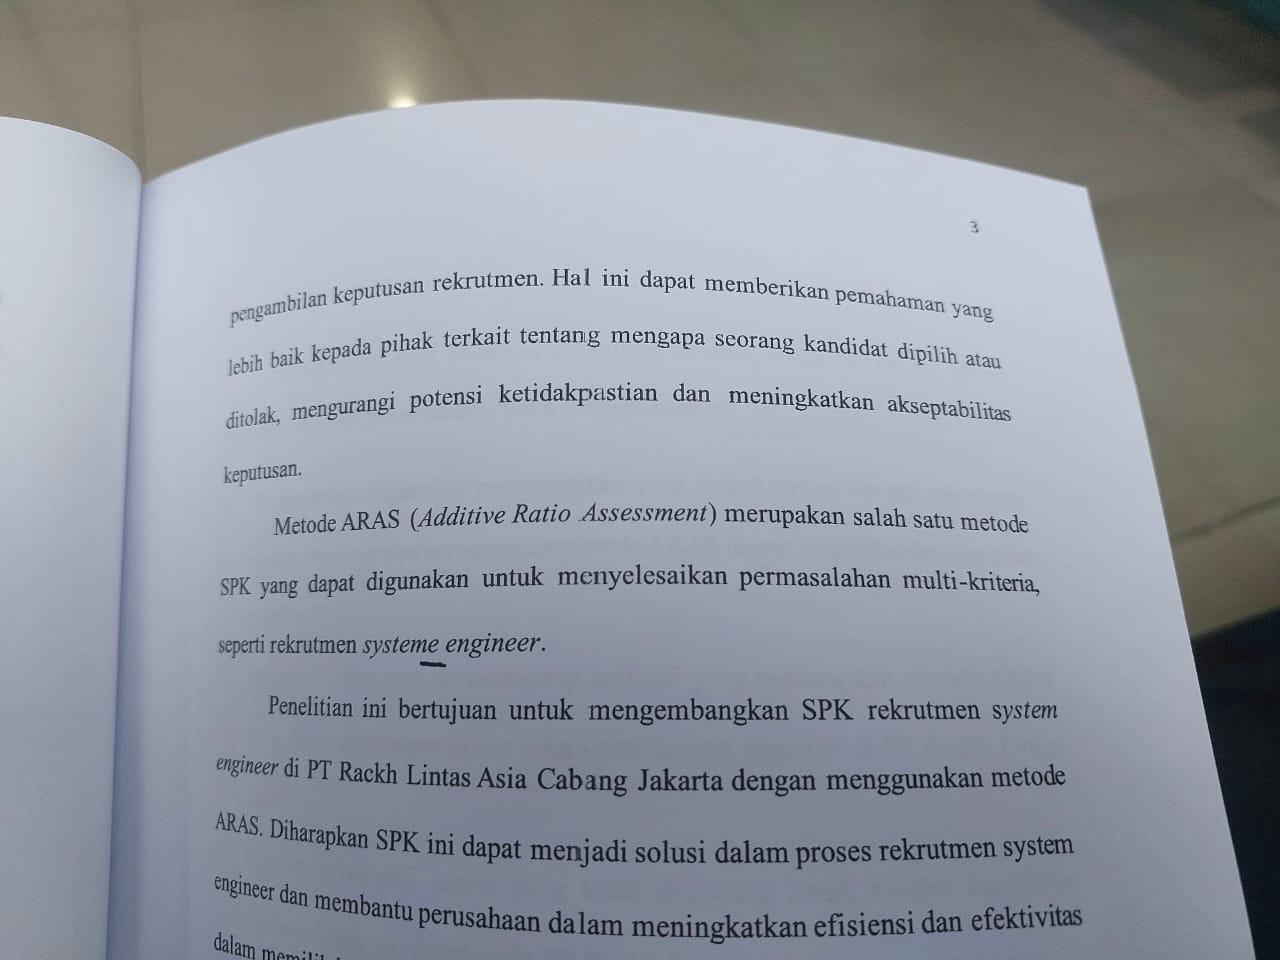 3
pengambilan keputusan rekrutmen. Hal ini dapat memberikan pemahaman yang
lebih baik kepada pihak terkait tentang mengapa seorang kandidat dipilih atau
ditolak, mengurangi potensi ketidakpastian dan meningkatkan akseptabilitas
keputusan.
Metode ARAS (Additive Ratio Assessment) merupakan salah satu metode
SPK yang dapat digunakan untuk menyelesaikan permasalahan multi-kriteria,
seperti rekrutmen systeme engineer.
Penelitian ini bertujuan untuk mengembangkan SPK rekrutmen system
engineer di PT Rackh Lintas Asia Cabang Jakarta dengan menggunakan metode
ARAS. Diharapkan SPK ini dapat menjadi solusi dalam proses rekrutmen system
engineer dan membantu perusahaan dalam meningkatkan efisiensi dan efektivitas
dalam